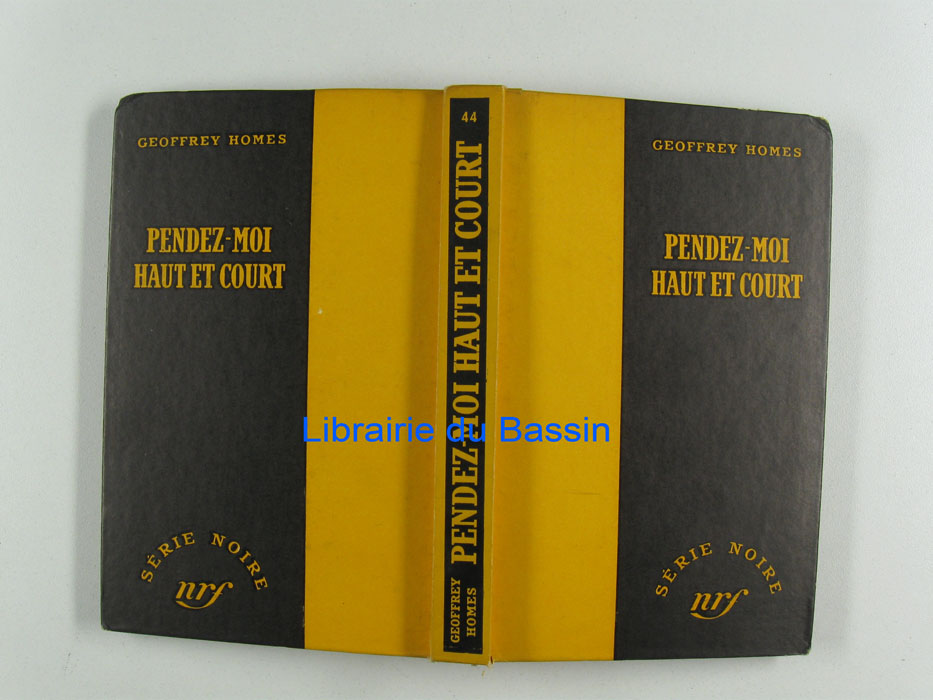 GEOFFREY HOMES
PENDEZ-MOI
HAUT ET COURT
SÉRIE NOIRE
nrf
44
PENDEZ-MOI HAUT ET COURT
GEOFFREY
HOMES
GEOFFREY HOMES
PENDEZ-MOI
HAUT ET COURT
SÉRIE NOIRE
nrf
Librairie du Bassin